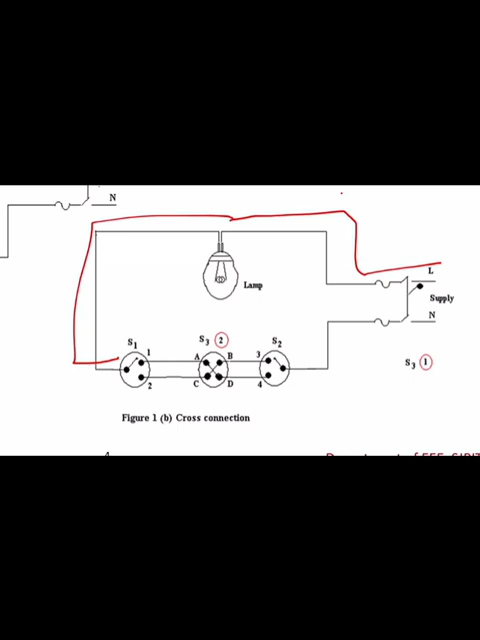 N
L
Lamp
Supply
N
S1 S3 2 S2
1 A B 3
2 C D 4
S3 1
Figure 1 (b) Cross connection